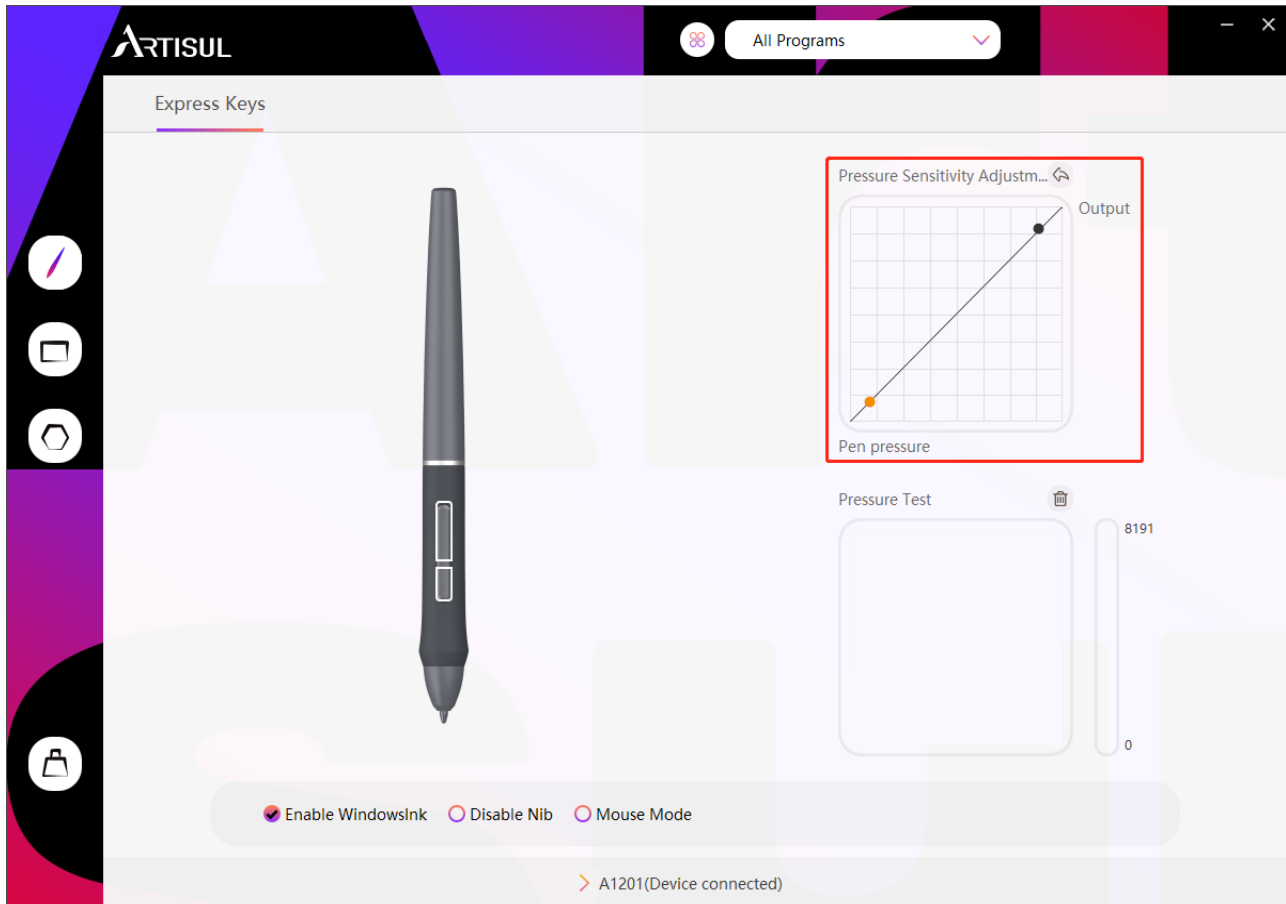 ARTISUL
All Programs
Express Keys
Pressure Sensitivity Adjustm...
Output
Pen pressure
Pressure Test
8191
0
Enable WindowsInk
Disable Nib
Mouse Mode
A1201(Device connected)